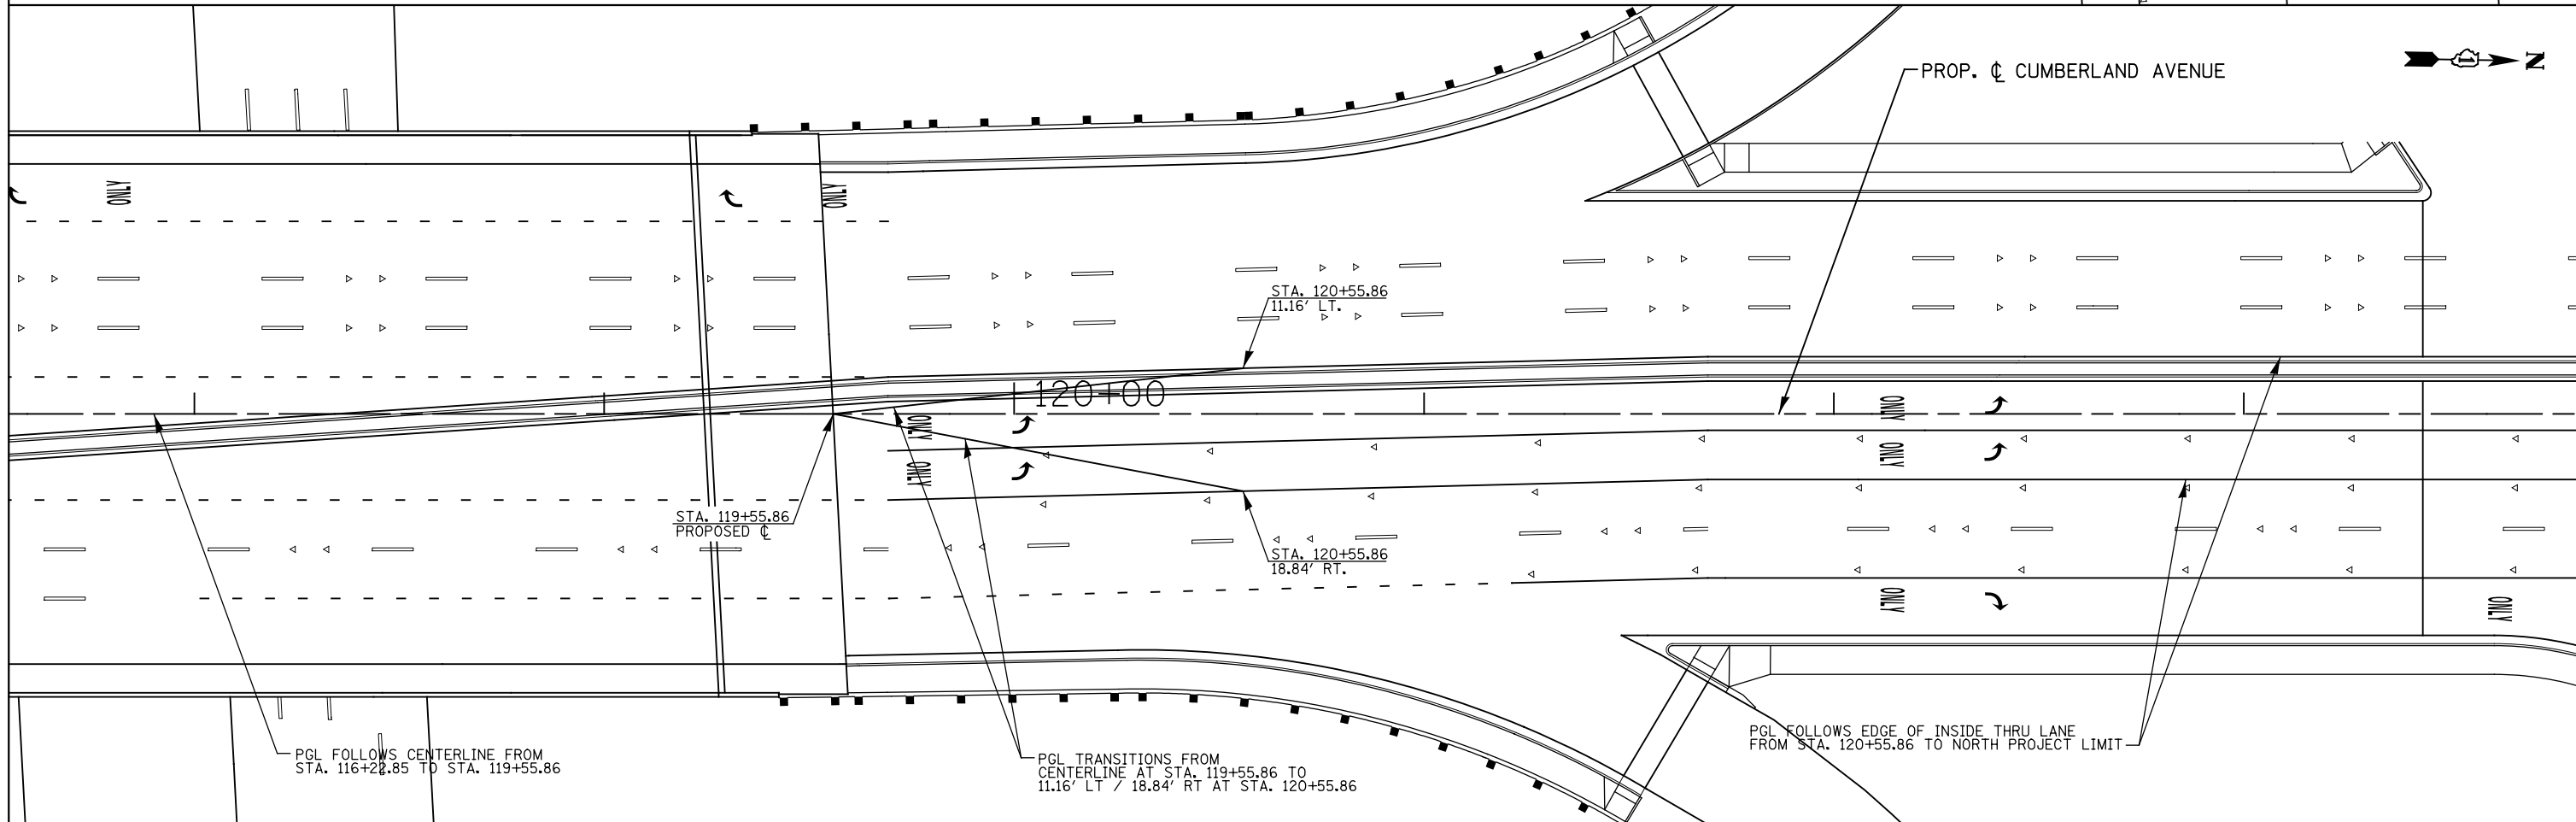 PROP. ℄ CUMBERLAND AVENUE
N
ONLY
ONLY
STA. 120+55.86
11.16' LT.
120+00
ONLY
ONLY
ONLY
ONLY
STA. 119+55.86
PROPOSED ℄
STA. 120+55.86
18.84' RT.
ONLY
ONLY
PGL FOLLOWS CENTERLINE FROM
STA. 116+22.85 TO STA. 119+55.86
PGL TRANSITIONS FROM
CENTERLINE AT STA. 119+55.86 TO
11.16' LT / 18.84' RT AT STA. 120+55.86
PGL FOLLOWS EDGE OF INSIDE THRU LANE
FROM STA. 120+55.86 TO NORTH PROJECT LIMIT